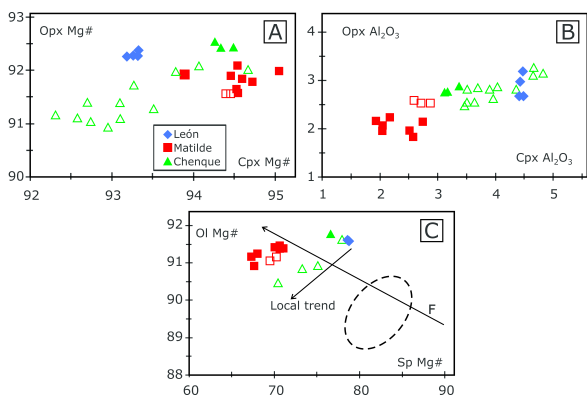 93
92
91
90
Opx Mg#
A
León
Matilde
Chenque
Cpx Mg#
92
93
94
95
4
3
2
1
Opx Al₂O₃
B
Cpx Al₂O₃
1
2
3
4
5
92
91
90
89
88
Ol Mg#
C
Local trend
F
Sp Mg#
60
70
80
90